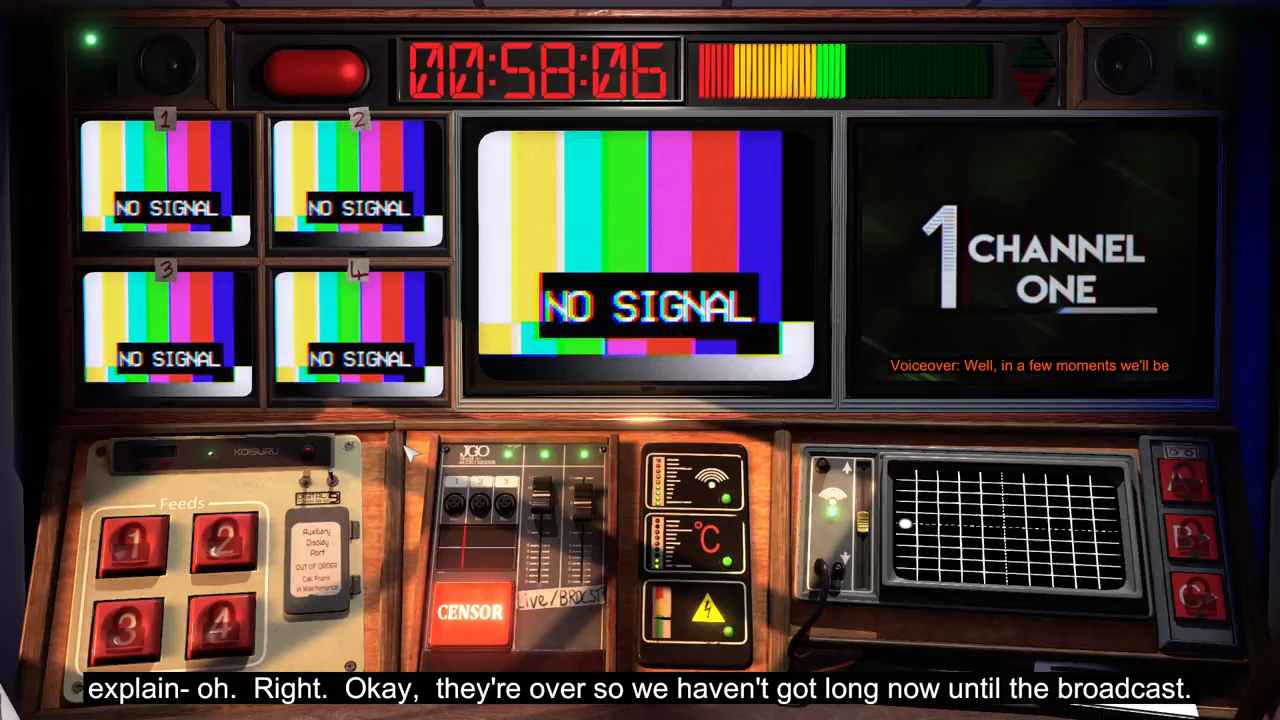 00:58:06
1
2
NO SIGNAL
NO SIGNAL
3
4
NO SIGNAL
NO SIGNAL
NO SIGNAL
1 CHANNEL
ONE
Voiceover: Well, in a few moments we'll be
KOISURU
Feeds
1
2
3
4
Auxiliary
Display
Port
OUT OF ORDER
Call Frank
in Maintenance
JGO
1 2 3
CENSOR
Live/BRDCST
°C
A
B
C
explain- oh. Right. Okay, they're over so we haven't got long now until the broadcast.